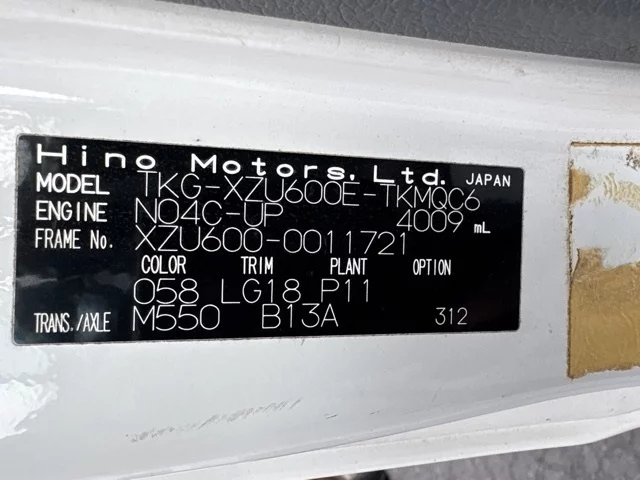 Hino Motors, Ltd. JAPAN
MODEL TKG-XZU600E-TKMQC6
ENGINE N04C-UP 4009 mL
FRAME No. XZU600-0011721
COLOR TRIM PLANT OPTION
058 LG18 P11
TRANS./AXLE M550 B13A 312